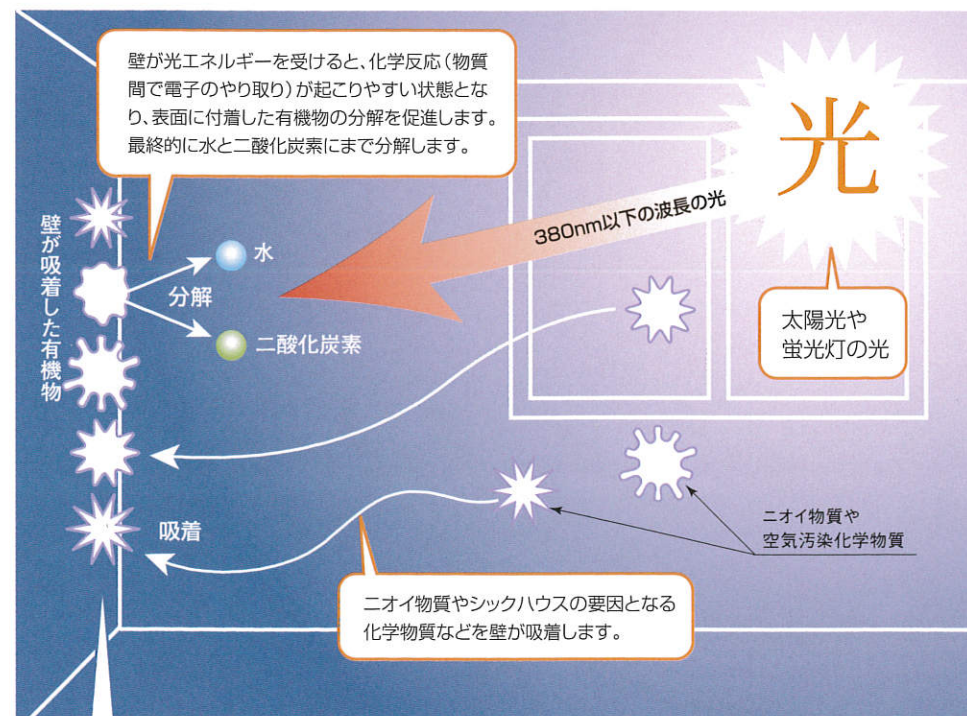 壁が光エネルギーを受けると、化学反応（物質
間で電子のやり取り）が起こりやすい状態とな
り、表面に付着した有機物の分解を促進します。
最終的に水と二酸化炭素にまで分解します。
光
380nm以下の波長の光
太陽光や
蛍光灯の光
壁が吸着した有機物
水
分解
二酸化炭素
吸着
ニオイ物質や
空気汚染化学物質
ニオイ物質やシックハウスの要因となる
化学物質などを壁が吸着します。